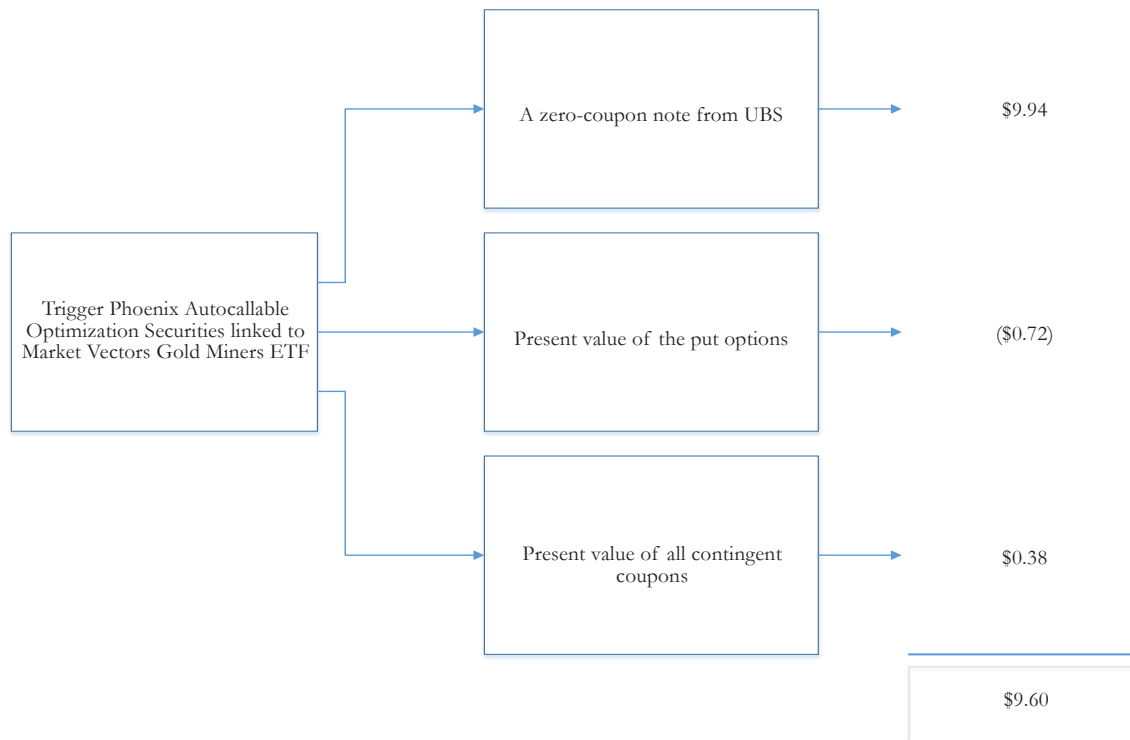 A zero-coupon note from UBS
$9.94
Trigger Phoenix Autocallable
Optimization Securities linked to
Market Vectors Gold Miners ETF
Present value of the put options
($0.72)
Present value of all contingent
coupons
$0.38
$9.60